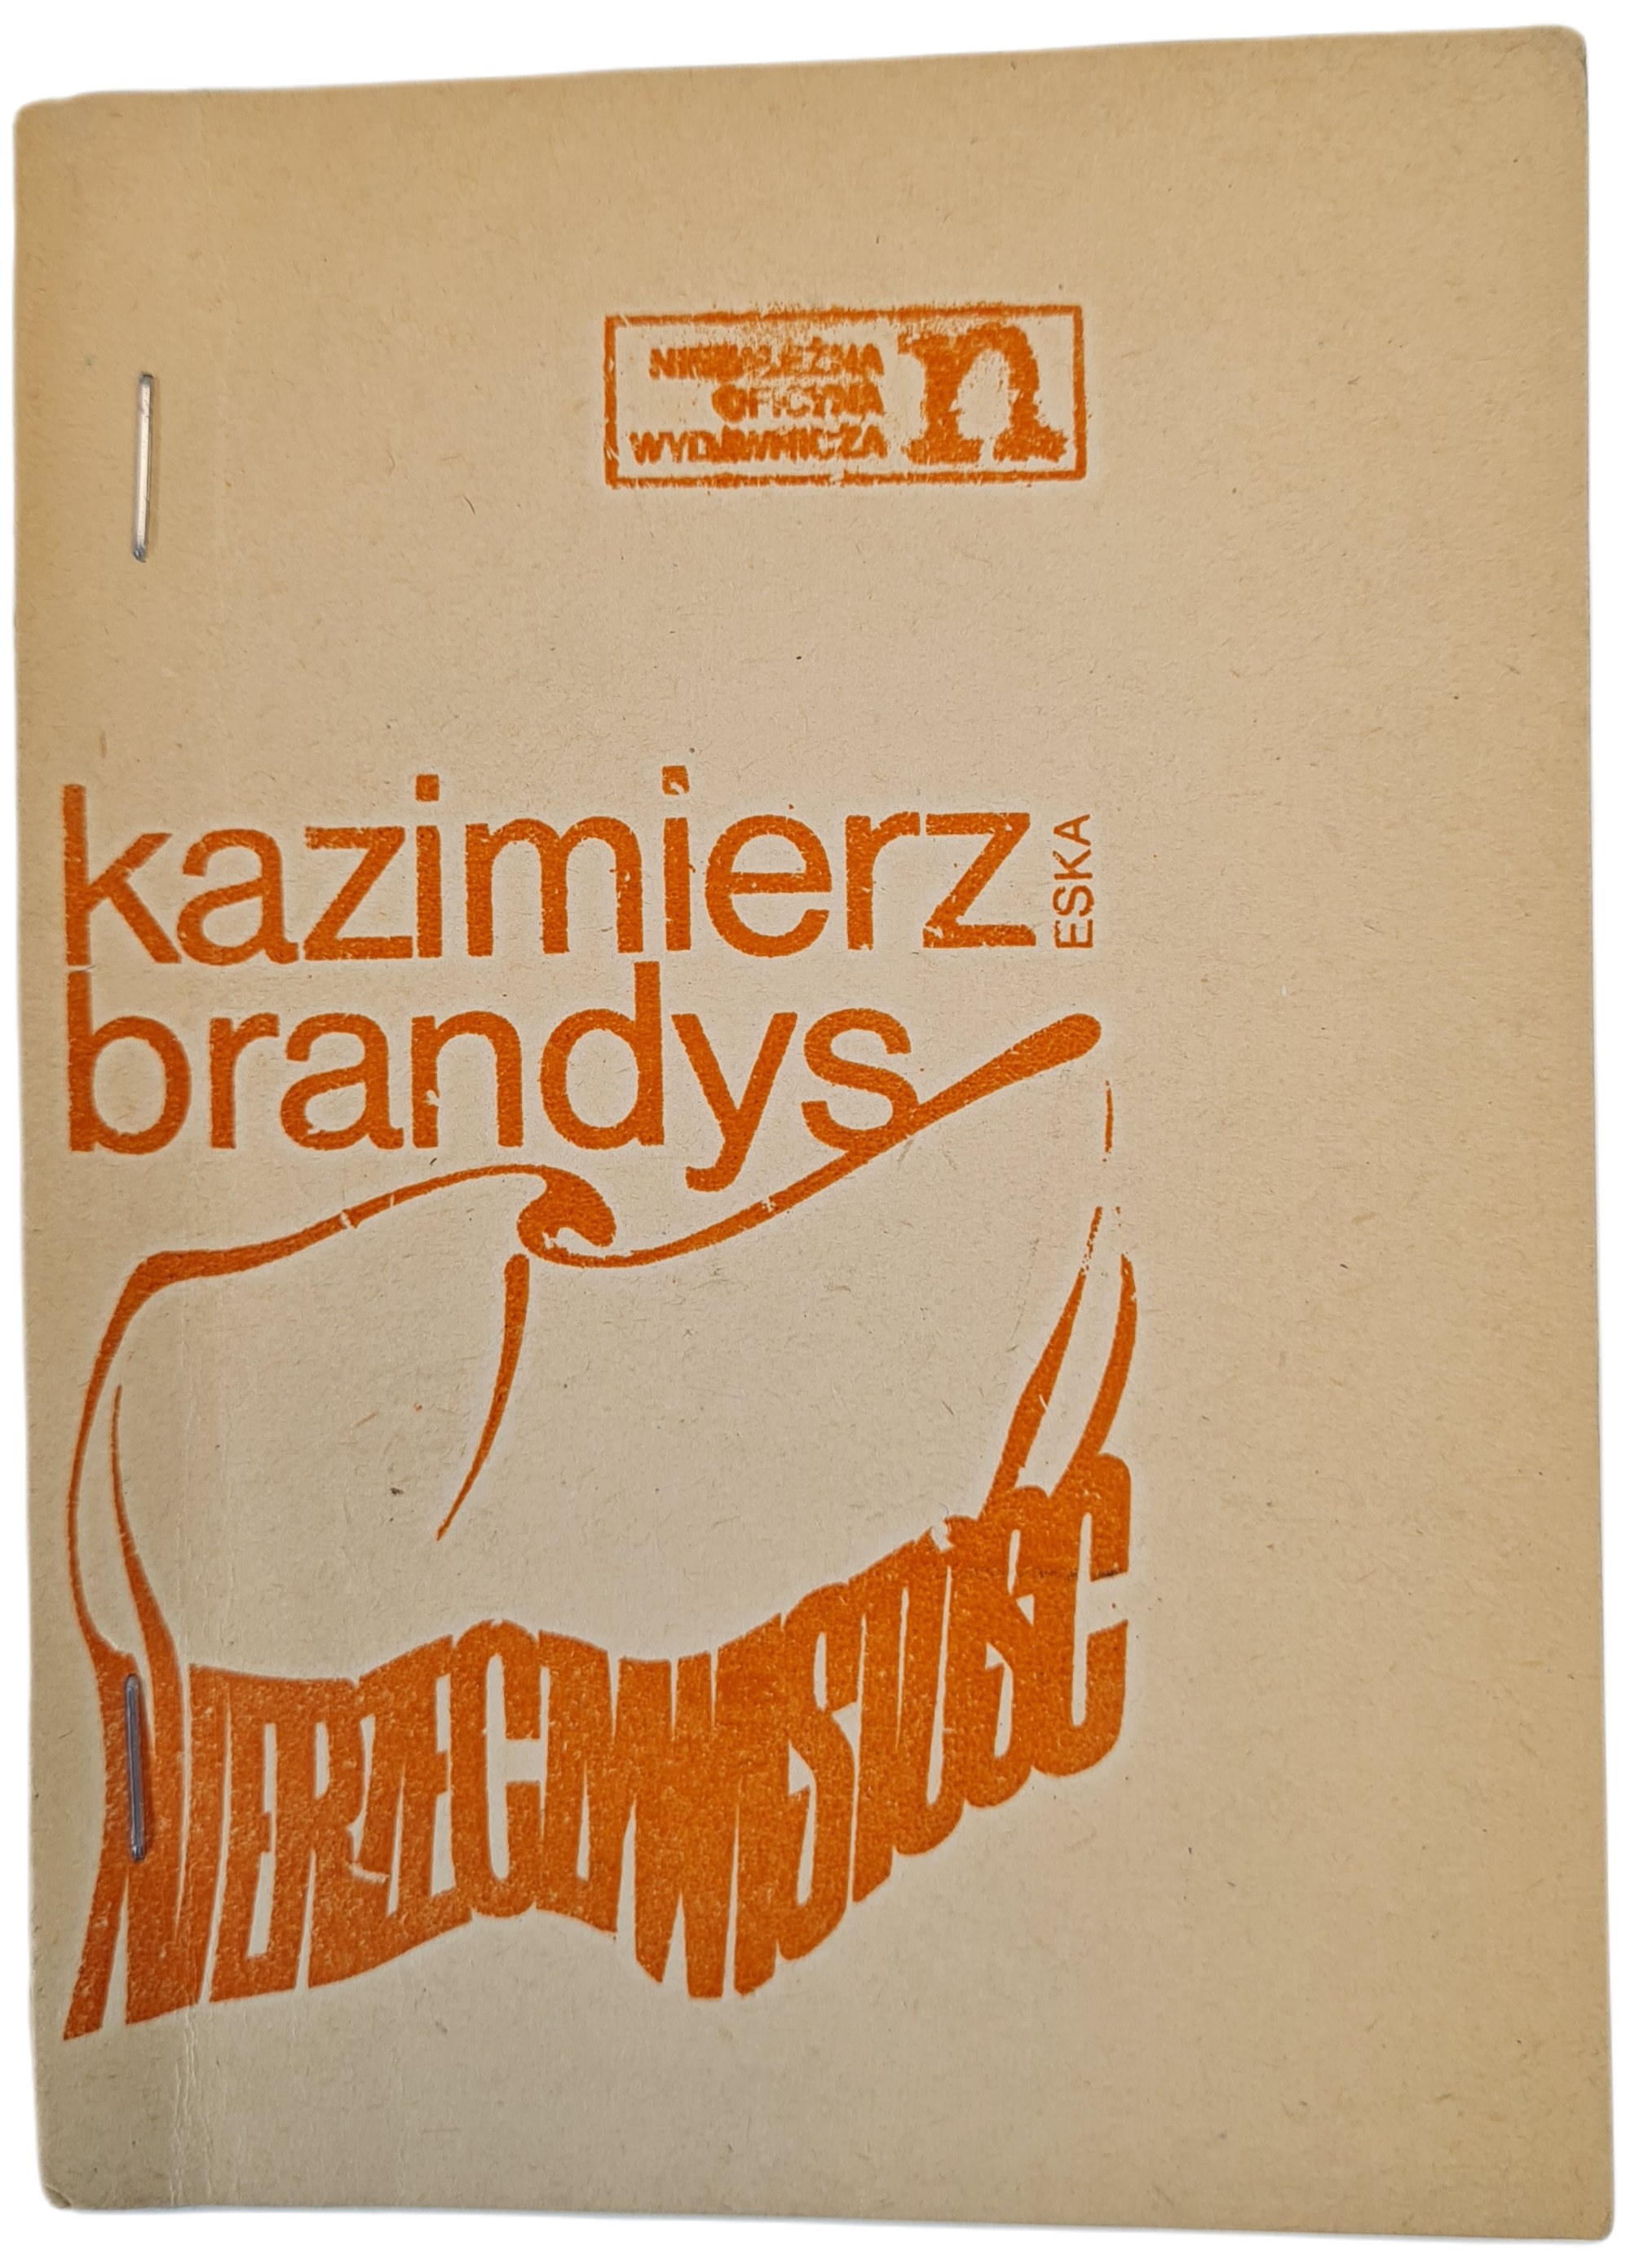 NIEZALEŻNA
OFICYNA
WYDAWNICZA
n
kazimierz
ESKA
brandys
NIERZECZYWISTOŚĆ